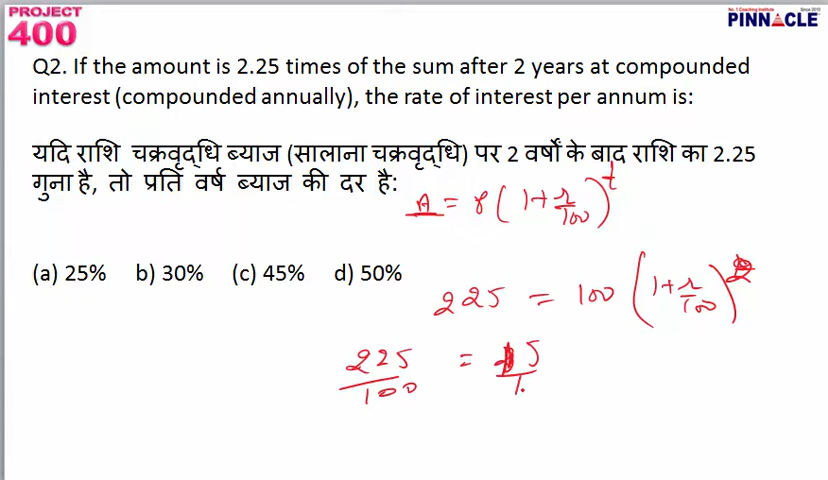 PROJECT
400
No. 1 Coaching Institute Since 2010
PINNACLE
Q2. If the amount is 2.25 times of the sum after 2 years at compounded
interest (compounded annually), the rate of interest per annum is:
यदि राशि चक्रवृद्धि ब्याज (सालाना चक्रवृद्धि) पर 2 वर्षों के बाद राशि का 2.25
गुना है, तो प्रति वर्ष ब्याज की दर है:
A = P(1+r/100)^t
(a) 25% b) 30% (c) 45% d) 50%
225 = 100(1+r/100)^2
225/100 =